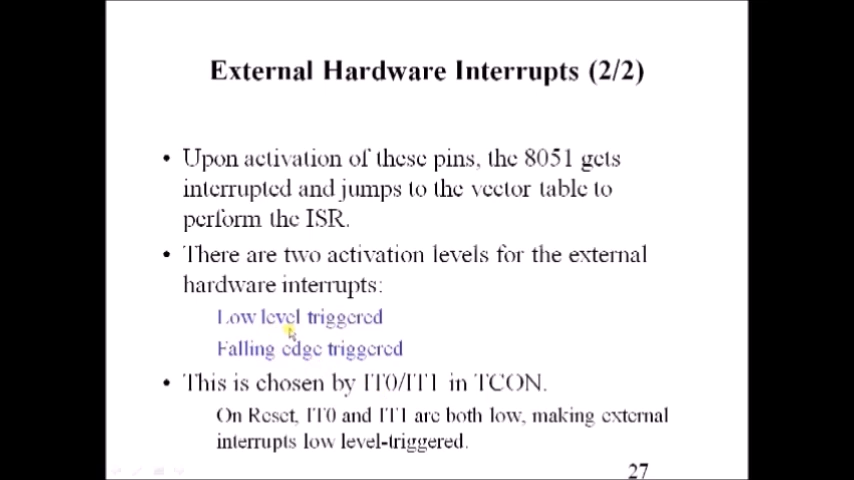 External Hardware Interrupts (2/2)
• Upon activation of these pins, the 8051 gets
interrupted and jumps to the vector table to
perform the ISR.
• There are two activation levels for the external
hardware interrupts:
Low level triggered
Falling edge triggered
• This is chosen by IT0/IT1 in TCON.
On Reset, IT0 and IT1 are both low, making external
interrupts low level-triggered.
27